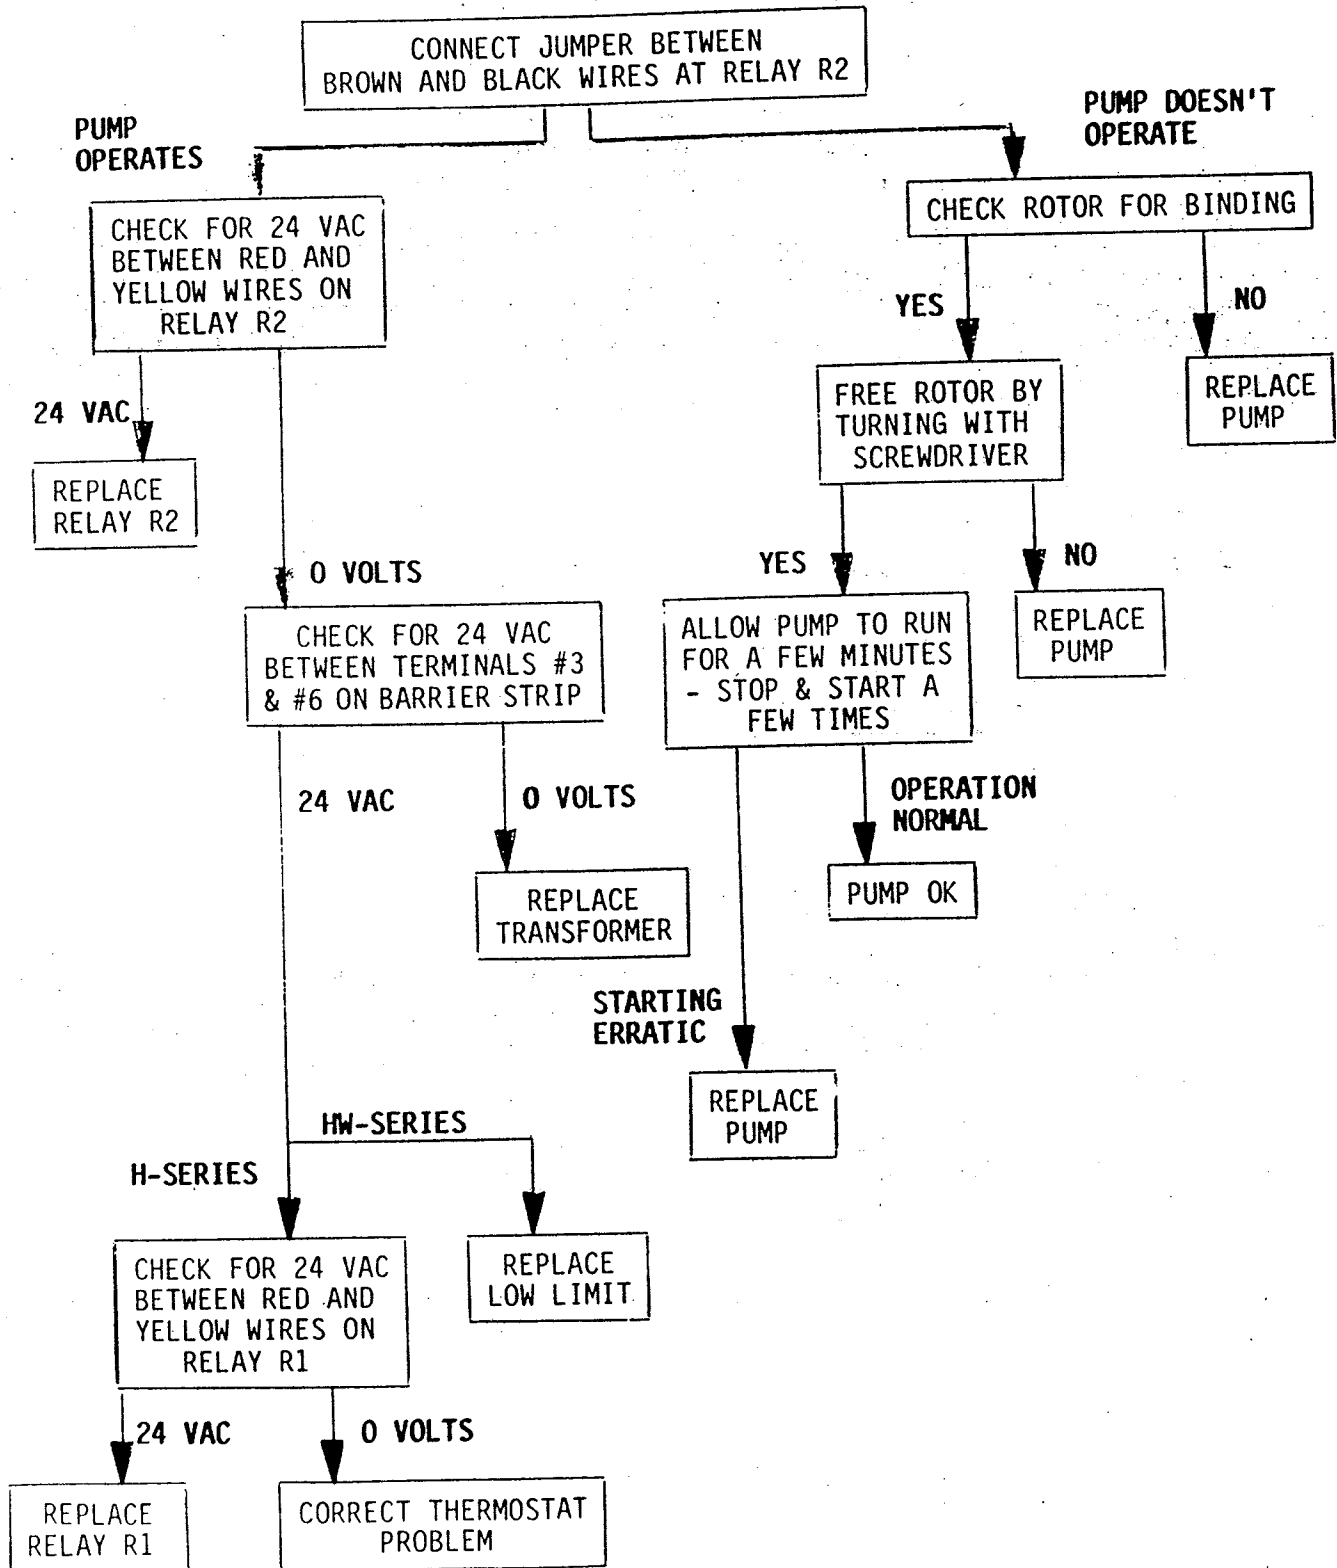 CONNECT JUMPER BETWEEN
BROWN AND BLACK WIRES AT RELAY R2
PUMP
OPERATES
PUMP DOESN'T
OPERATE
CHECK FOR 24 VAC
BETWEEN RED AND
YELLOW WIRES ON
RELAY R2
CHECK ROTOR FOR BINDING
YES
NO
24 VAC
REPLACE
RELAY R2
FREE ROTOR BY
TURNING WITH
SCREWDRIVER
REPLACE
PUMP
0 VOLTS
YES
NO
CHECK FOR 24 VAC
BETWEEN TERMINALS #3
& #6 ON BARRIER STRIP
ALLOW PUMP TO RUN
FOR A FEW MINUTES
- STOP & START A
FEW TIMES
REPLACE
PUMP
24 VAC
0 VOLTS
OPERATION
NORMAL
REPLACE
TRANSFORMER
PUMP OK
STARTING
ERRATIC
REPLACE
PUMP
HW-SERIES
H-SERIES
CHECK FOR 24 VAC
BETWEEN RED AND
YELLOW WIRES ON
RELAY R1
REPLACE
LOW LIMIT
24 VAC
0 VOLTS
REPLACE
RELAY R1
CORRECT THERMOSTAT
PROBLEM